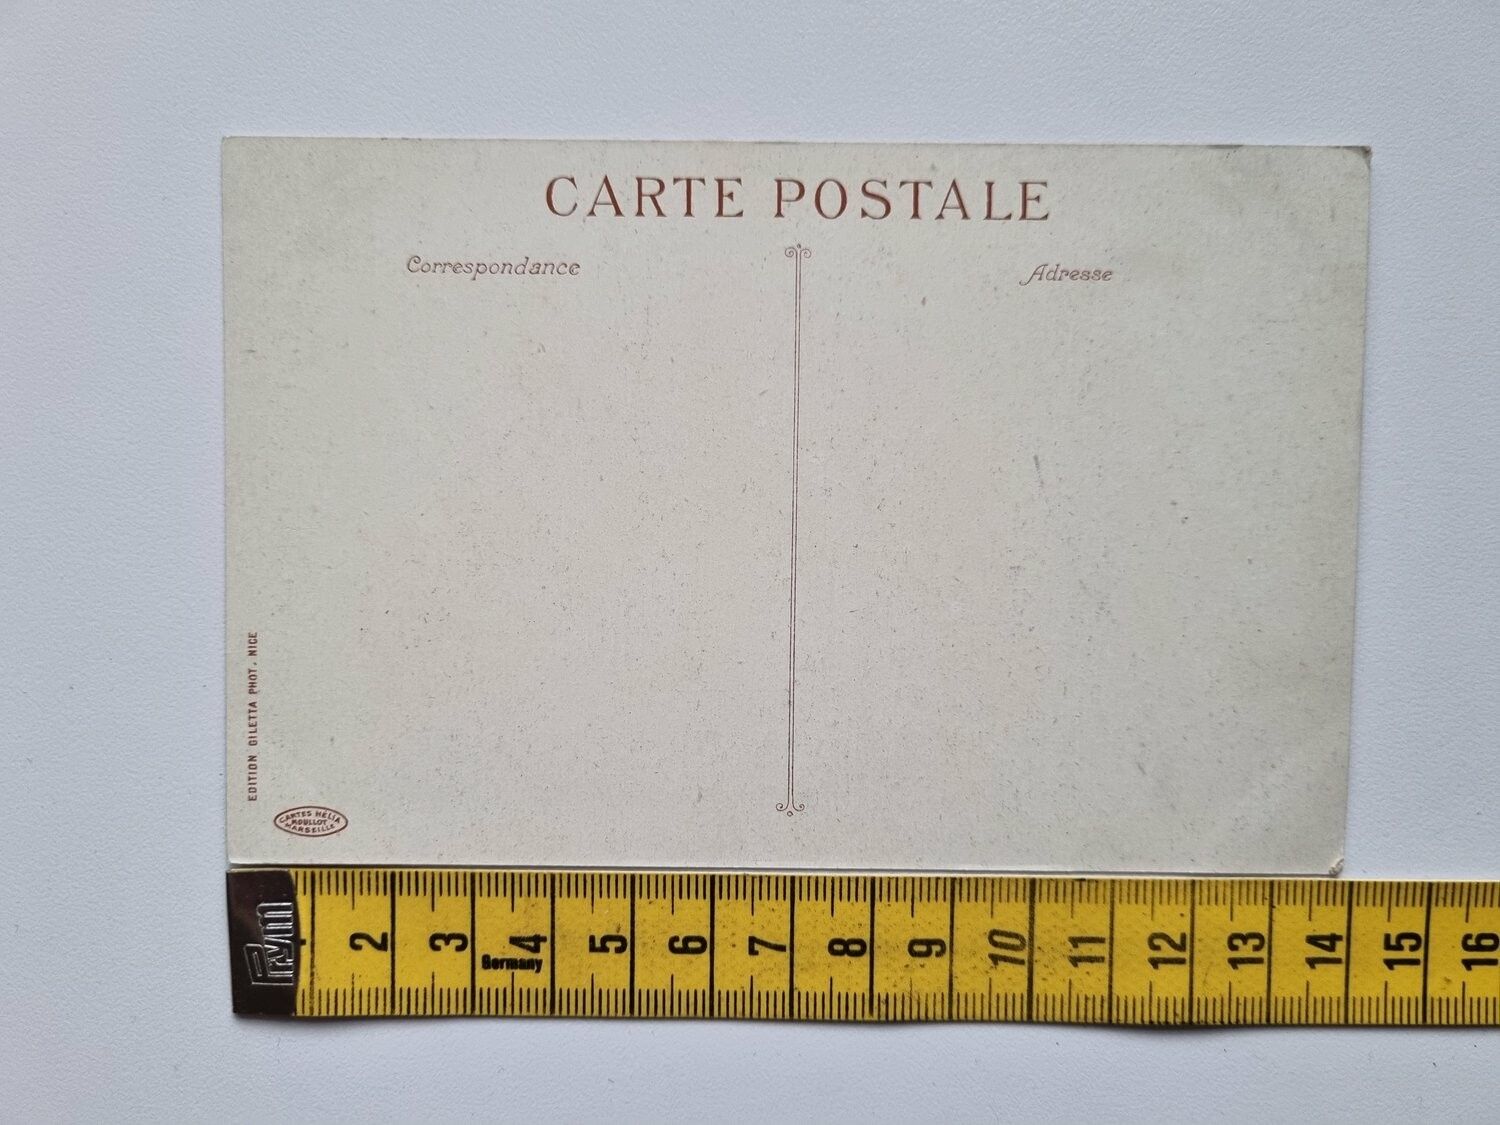 CARTE POSTALE
Correspondance
Adresse
EDITION GILETTA PHOT. NICE
CARTES HELIA
MOULLOT
MARSEILLE
Prym
2 3 4 5 6 7 8 9 10 11 12 13 14 15 16
Germany